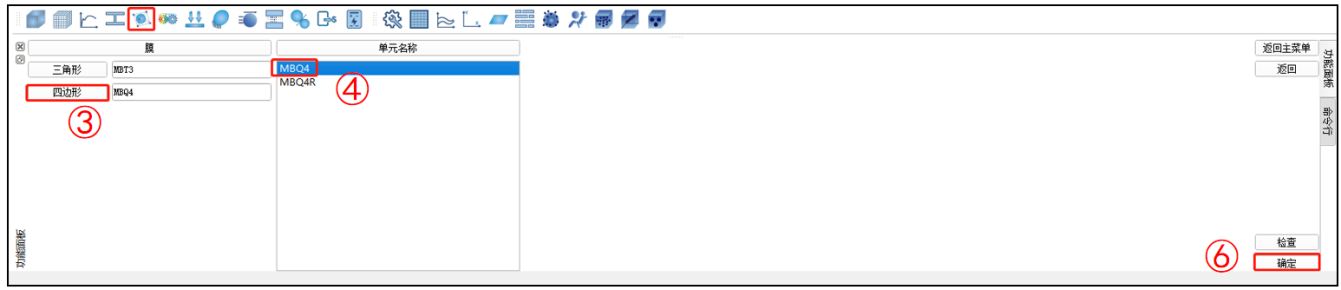 膜
单元名称
返回主菜单
三角形
MBT3
MBQ4
返回
功能面板
MBQ4R
④
四边形
MBQ4
③
命令行
功能面板
检查
⑥
确定